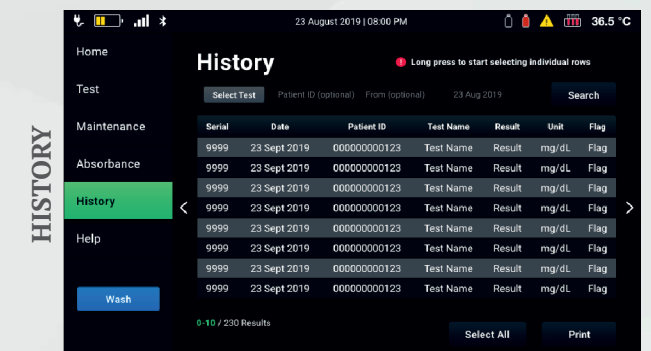 23 August 2019 | 08:00 PM
36.5 °C
HISTORY
Home
Test
Maintenance
Absorbance
History
Help
Wash
History
Long press to start selecting individual rows
Select Test Patient ID (optional) From (optional) 23 Aug 2019 Search
Serial Date Patient ID Test Name Result Unit Flag
9999 23 Sept 2019 000000000123 Test Name Result mg/dL Flag
9999 23 Sept 2019 000000000123 Test Name Result mg/dL Flag
9999 23 Sept 2019 000000000123 Test Name Result mg/dL Flag
9999 23 Sept 2019 000000000123 Test Name Result mg/dL Flag
9999 23 Sept 2019 000000000123 Test Name Result mg/dL Flag
9999 23 Sept 2019 000000000123 Test Name Result mg/dL Flag
9999 23 Sept 2019 000000000123 Test Name Result mg/dL Flag
9999 23 Sept 2019 000000000123 Test Name Result mg/dL Flag
0-10 / 230 Results
Select All Print